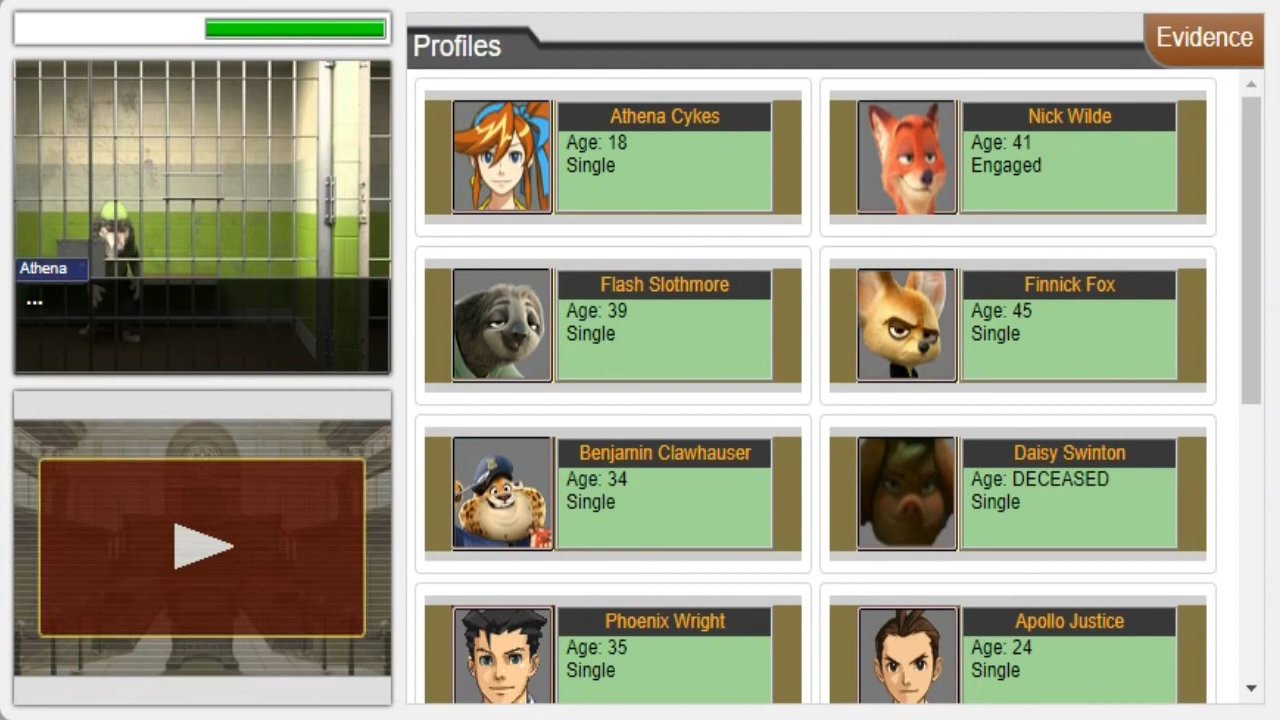 Profiles
Evidence
Athena Cykes
Age: 18
Single
Nick Wilde
Age: 41
Engaged
Athena
...
Flash Slothmore
Age: 39
Single
Finnick Fox
Age: 45
Single
Benjamin Clawhauser
Age: 34
Single
Daisy Swinton
Age: DECEASED
Single
Phoenix Wright
Age: 35
Single
Apollo Justice
Age: 24
Single